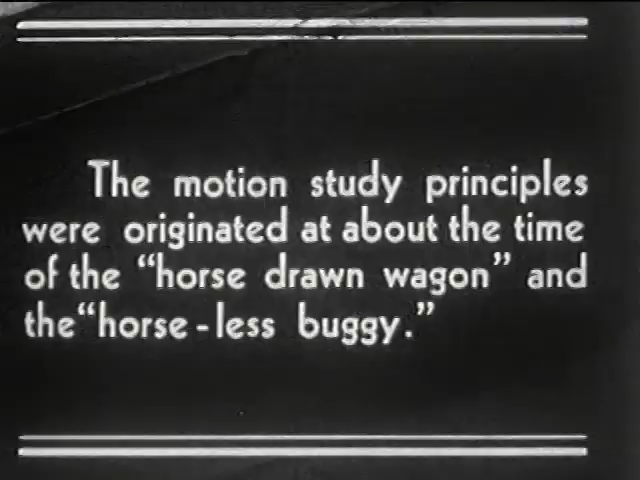 The motion study principles
were originated at about the time
of the “horse drawn wagon” and
the“horse-less buggy.”